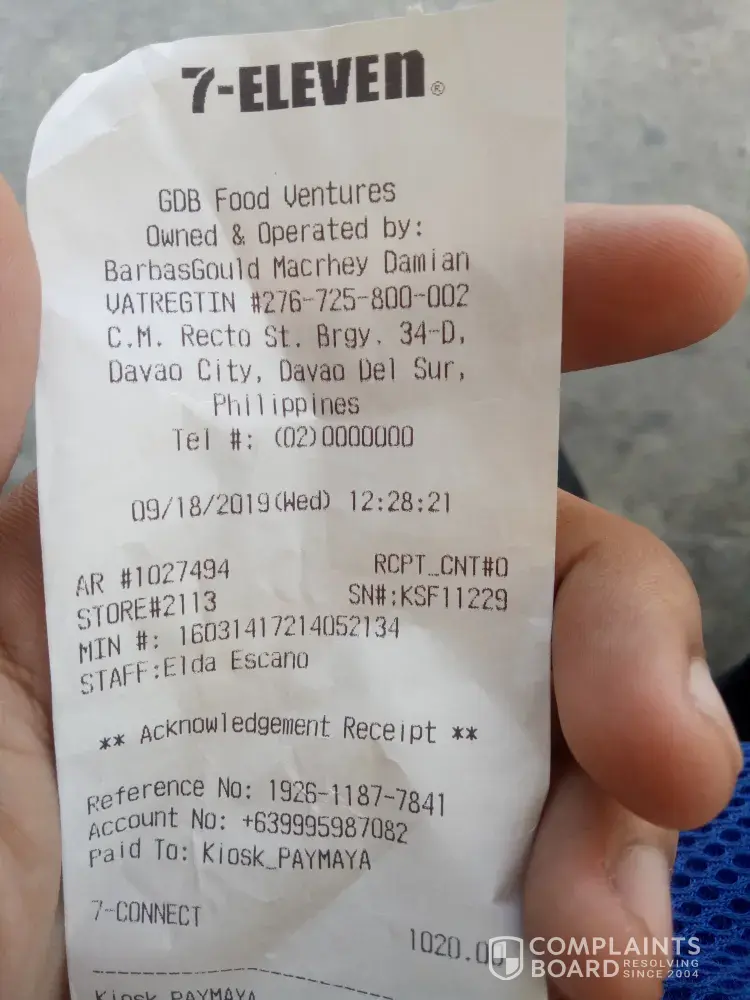 7-ELEVEn®
GDB Food Ventures
Owned & Operated by:
BarbasGould Macrhey Damian
VATREGTIN #276-725-800-002
C.M. Recto St. Brgy. 34-D,
Davao City, Davao Del Sur,
Philippines
Tel #: (02)0000000
09/18/2019(Wed) 12:28:21
AR #1027494 RCPT_CNT#0
STORE#2113 SN#:KSF11229
MIN #: 16031417214052134
STAFF:Elda Escano
** Acknowledgement Receipt **
Reference No: 1926-1187-7841
Account No: +639995987082
Paid To: Kiosk_PAYMAYA
7-CONNECT
1020.00
Kiosk_PAYMAYA
COMPLAINTS
BOARD RESOLVING SINCE 2004